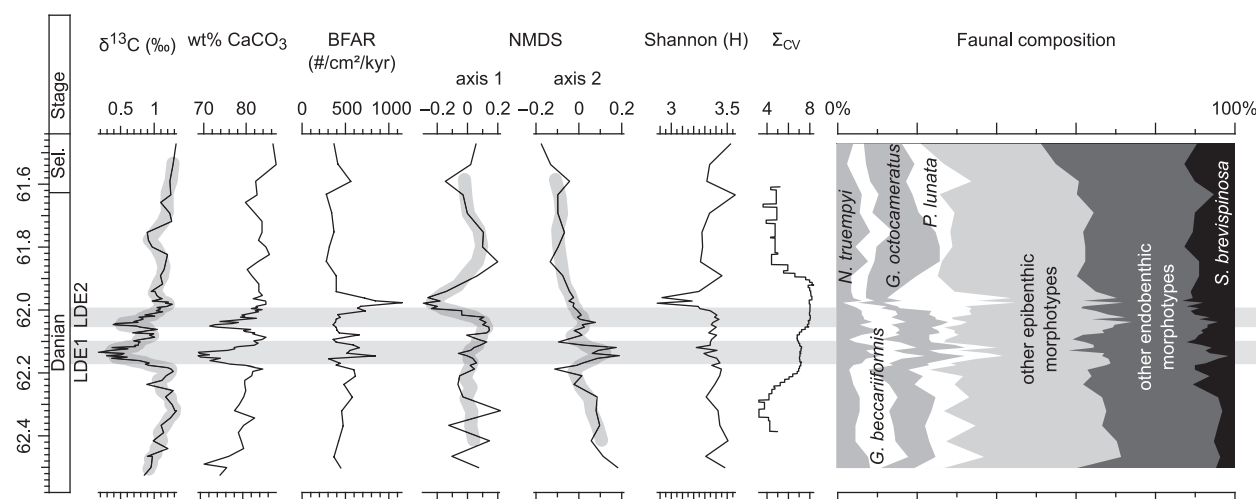 Stage
δ¹³C (‰)
wt% CaCO₃
BFAR
(#/cm²/kyr)
NMDS
axis 1
axis 2
Shannon (H)
Σ_CV
Faunal composition
0.5 1
70 80
0 500 1000
−0.2 0 0.2
−0.2 0 0.2
3 3.5
4 8
0% 100%
Sel.
Danian
LDE2
LDE1
61.6
61.8
62.0
62.2
62.4
N. truempyi
G. beccariiformis
G. octocameratus
P. lunata
other epibenthic
morphotypes
other endobenthic
morphotypes
S. brevispinosa